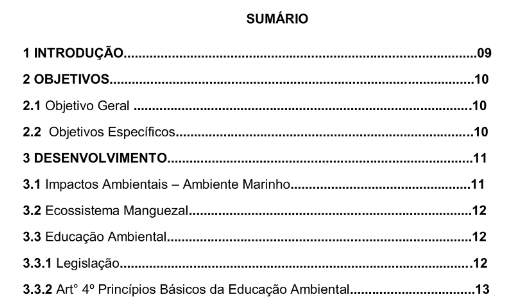 SUMÁRIO
1 INTRODUÇÃO....................................................................................09
2 OBJETIVOS.......................................................................................10
2.1 Objetivo Geral .................................................................................10
2.2  Objetivos Específicos.......................................................................10
3 DESENVOLVIMENTO.........................................................................11
3.1 Impactos Ambientais – Ambiente Marinho...........................................11
3.2 Ecossistema Manguezal....................................................................12
3.3 Educação Ambiental.........................................................................12
3.3.1 Legislação....................................................................................12
3.3.2 Art° 4º Princípios Básicos da Educação Ambiental..............................13